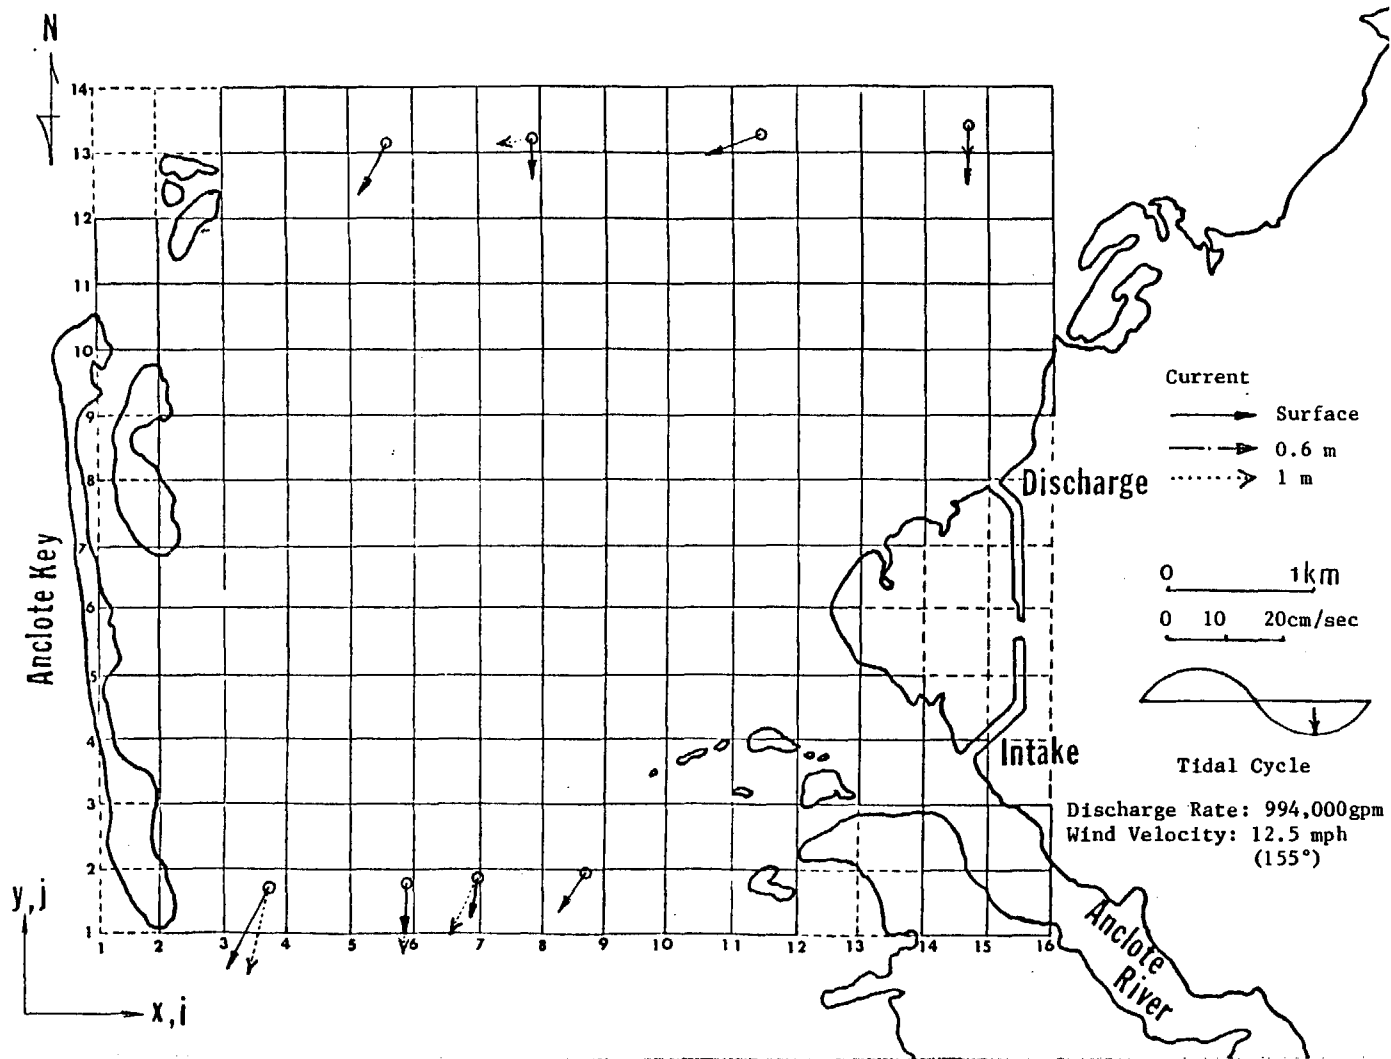 N
14
13
12
11
10
9
8
7
6
5
4
3
2
1
1 2 3 4 5 6 7 8 9 10 11 12 13 14 15 16
y,j
x,i
Anclote Key
Discharge
Intake
Anclote
River
Current
Surface
0.6 m
1 m
0 1km
0 10 20cm/sec
Tidal Cycle
Discharge Rate: 994,000gpm
Wind Velocity: 12.5 mph
(155°)